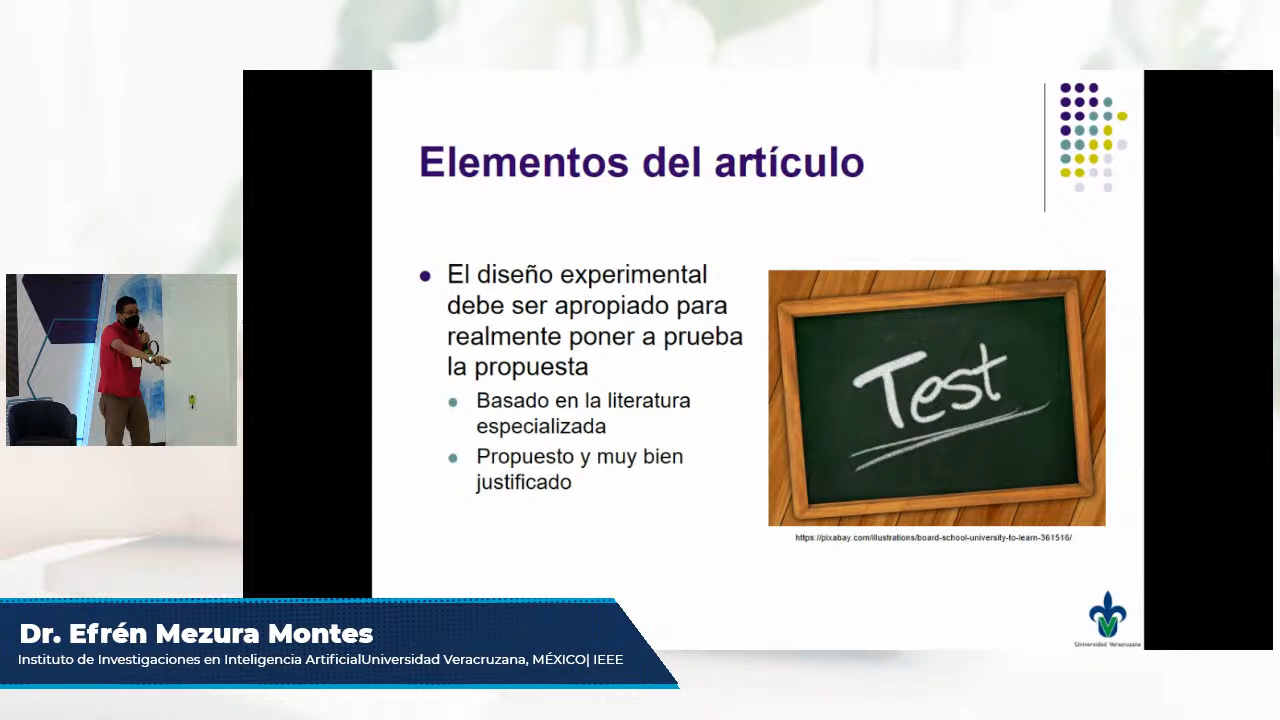 Elementos del artículo
El diseño experimental
debe ser apropiado para
realmente poner a prueba
la propuesta
Basado en la literatura
especializada
Propuesto y muy bien
justificado
Test
https://pixabay.com/illustrations/board-school-university-to-learn-361516/
Universidad Veracruzana
Dr. Efrén Mezura Montes
Instituto de Investigaciones en Inteligencia ArtificialUniversidad Veracruzana, MÉXICO| IEEE